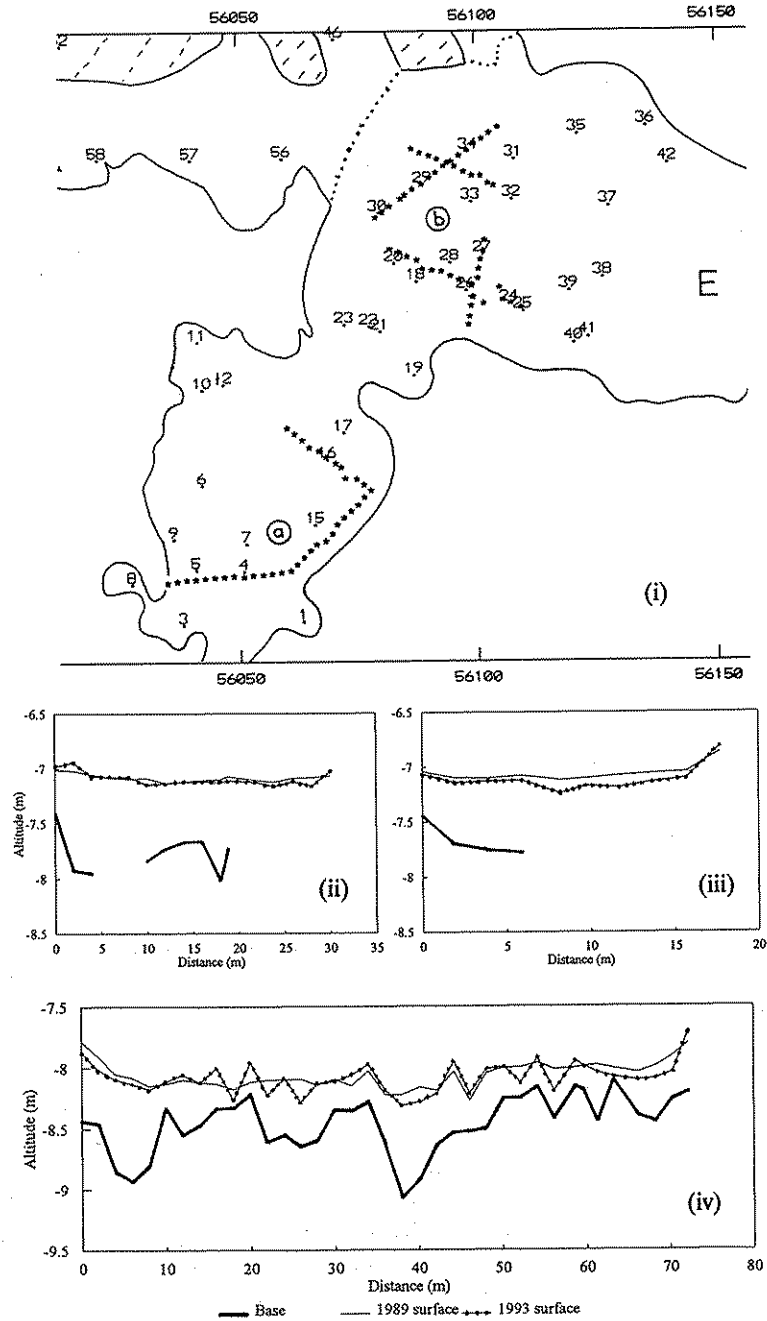 56050 56100 56150
46
58 57 56
34 31 35 36
42
29
30 33 32 37
b
20 28 27
18 26 24 25 39 38
E
23 22 21 40 41
11
19
10 12
17
16
6
9 7 a 15
8 5 4
3 1
(i)
56050 56100 56150
-6.5
-7
-7.5
-8
-8.5
Altitude (m)
0 5 10 15 20 25 30 35
Distance (m)
(ii)
-6.5
-7
-7.5
-8
-8.5
0 5 10 15 20
Distance (m)
(iii)
-7.5
-8
-8.5
-9
-9.5
Altitude (m)
0 10 20 30 40 50 60 70 80
Distance (m)
(iv)
Base 1989 surface 1993 surface